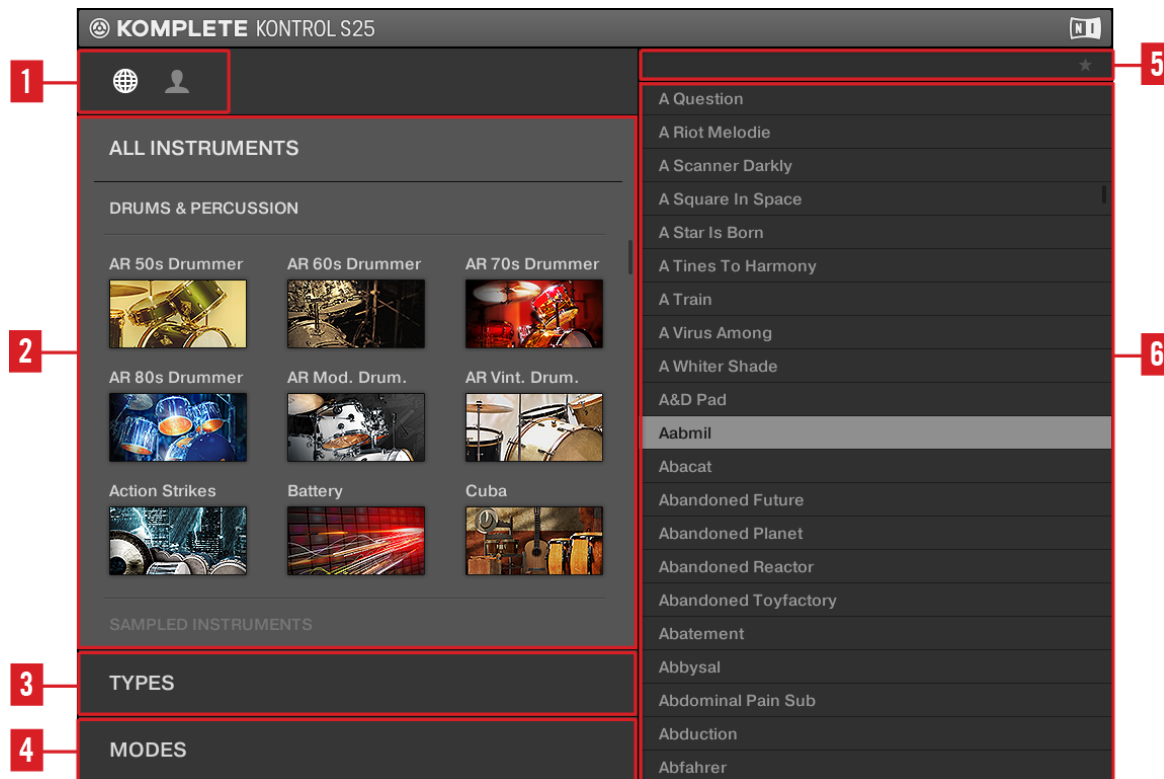 KOMPLETE KONTROL S25
NI
1
5
ALL INSTRUMENTS
DRUMS & PERCUSSION
AR 50s Drummer
AR 60s Drummer
AR 70s Drummer
2
AR 80s Drummer
AR Mod. Drum.
AR Vint. Drum.
Action Strikes
Battery
Cuba
SAMPLED INSTRUMENTS
3
TYPES
4
MODES
A Question
A Riot Melodie
A Scanner Darkly
A Square In Space
A Star Is Born
A Tines To Harmony
A Train
A Virus Among
6
A Whiter Shade
A&D Pad
Aabmil
Abacat
Abandoned Future
Abandoned Planet
Abandoned Reactor
Abandoned Toyfactory
Abatement
Abbysal
Abdominal Pain Sub
Abduction
Abfahrer